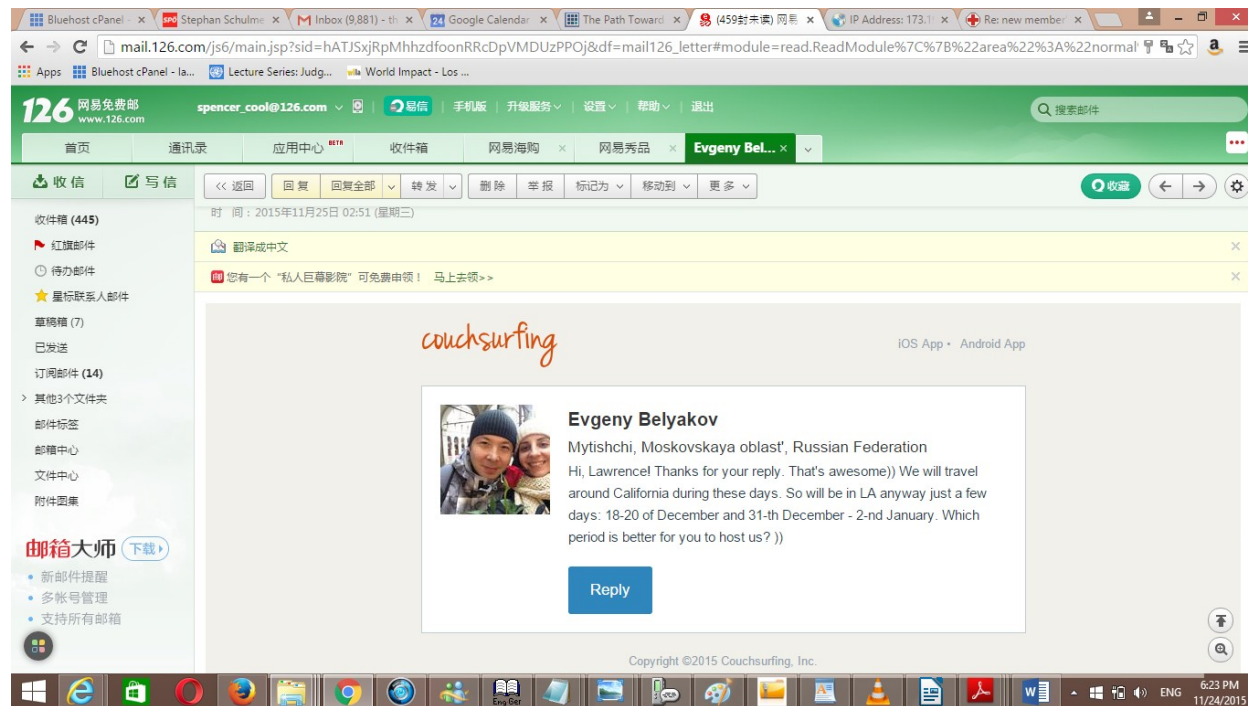 Bluehost cPanel -
Stephan Schulme
Inbox (9,881) - th
Google Calendar
The Path Toward
(459封未读) 网易
IP Address: 173.1
Re: new member
mail.126.com/js6/main.jsp?sid=hATJSxjRpMhhzdfoonRRcDpVMDUzPPOj&df=mail126_letter#module=read.ReadModule%7C%7B%22area%22%3A%22normal
Apps Bluehost cPanel - la... Lecture Series: Judg... World Impact - Los ...
126 网易免费邮
www.126.com
spencer_cool@126.com 易信 手机版 升级服务 设置 帮助 退出
搜索邮件
首页 通讯录 应用中心 BETA 收件箱 网易海购 网易秀品 Evgeny Bel...
收信 写信
<< 返回 回复 回复全部 转发 删除 举报 标记为 移动到 更多 收藏
时 间：2015年11月25日 02:51 (星期三)
翻译成中文
您有一个“私人巨幕影院”可免费申领！ 马上去领>>
收件箱 (445)
红旗邮件
待办邮件
星标联系人邮件
草稿箱 (7)
已发送
订阅邮件 (14)
其他3个文件夹
邮件标签
邮箱中心
文件中心
附件图集
邮箱大师 下载
新邮件提醒
多帐号管理
支持所有邮箱
couchsurfing
iOS App • Android App
Evgeny Belyakov
Mytishchi, Moskovskaya oblast', Russian Federation
Hi, Lawrence! Thanks for your reply. That's awesome)) We will travel
around California during these days. So will be in LA anyway just a few
days: 18-20 of December and 31-th December - 2-nd January. Which
period is better for you to host us? ))
Reply
Copyright ©2015 Couchsurfing, Inc.
Eng Ger
ENG
6:23 PM
11/24/2015